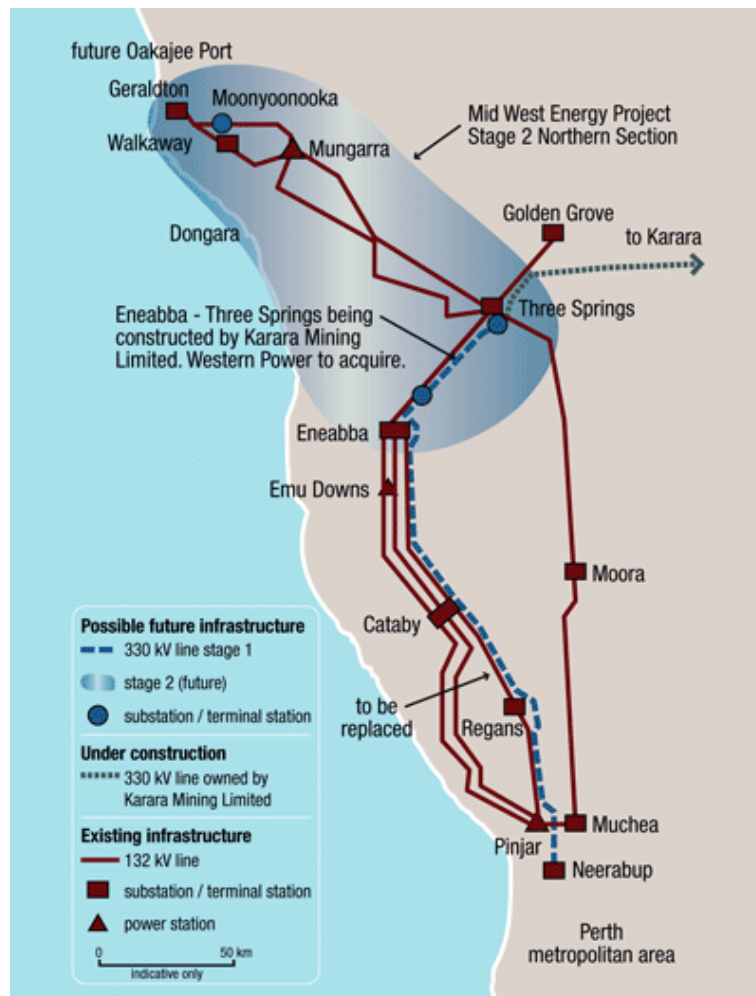 future Oakajee Port
Geraldton
Moonyoonooka
Walkaway
Mungarra
Mid West Energy Project
Stage 2 Northern Section
Dongara
Golden Grove
to Karara
Three Springs
Eneabba - Three Springs being
constructed by Karara Mining
Limited. Western Power to acquire.
Eneabba
Emu Downs
Moora
Cataby
to be
replaced
Regans
Muchea
Pinjar
Neerabup
Perth
metropolitan area
Possible future infrastructure
330 kV line stage 1
stage 2 (future)
substation / terminal station
Under construction
330 kV line owned by
Karara Mining Limited
Existing infrastructure
132 kV line
substation / terminal station
power station
0 50 km
indicative only